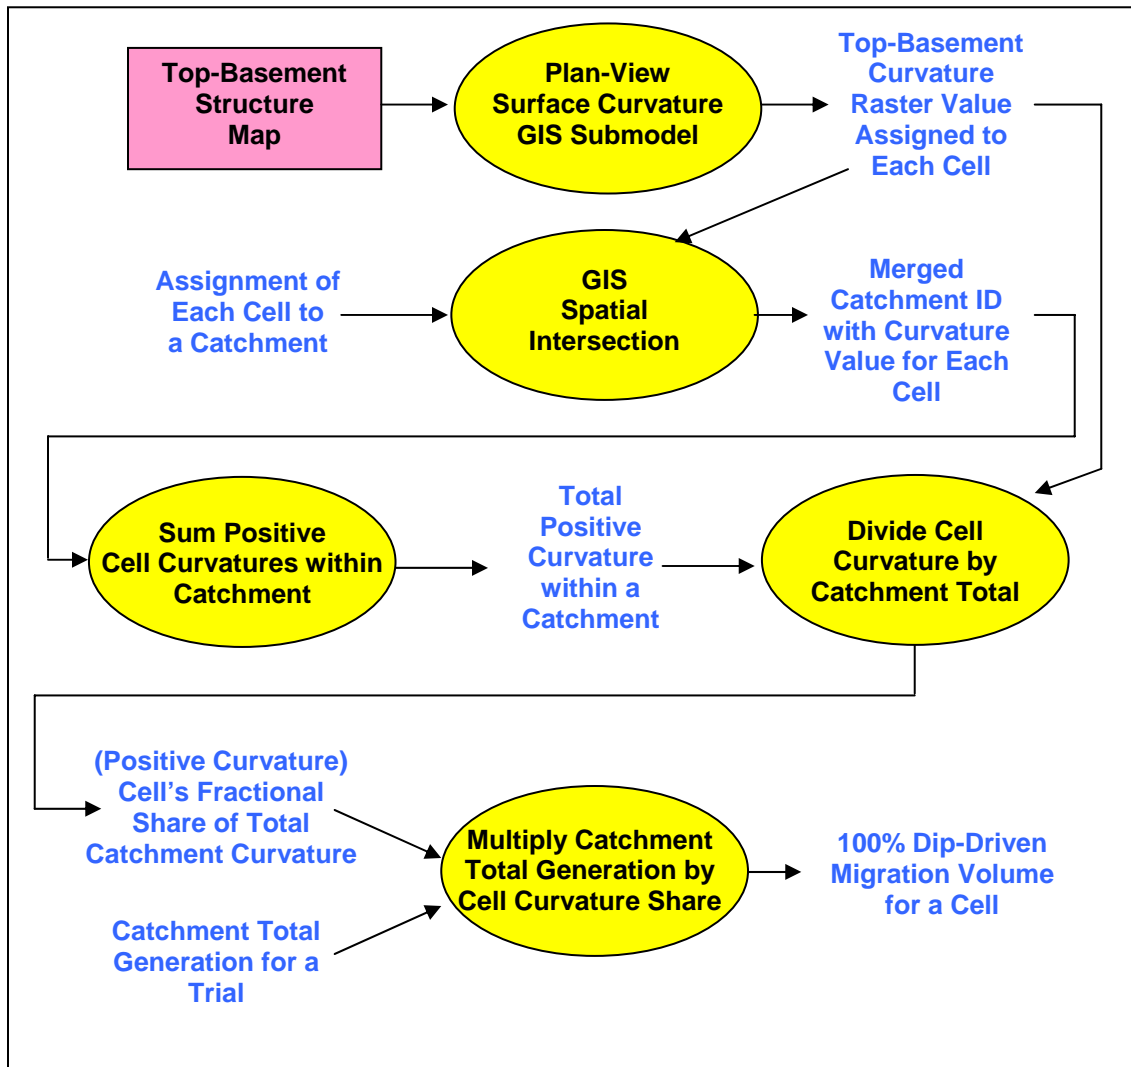 Top-Basement
Structure
Map
Plan-View
Surface Curvature
GIS Submodel
Top-Basement
Curvature
Raster Value
Assigned to
Each Cell
Assignment of
Each Cell to
a Catchment
GIS
Spatial
Intersection
Merged
Catchment ID
with Curvature
Value for Each
Cell
Sum Positive
Cell Curvatures within
Catchment
Total
Positive
Curvature
within a
Catchment
Divide Cell
Curvature by
Catchment Total
(Positive Curvature)
Cell’s Fractional
Share of Total
Catchment Curvature
Catchment Total
Generation for a
Trial
Multiply Catchment
Total Generation by
Cell Curvature Share
100% Dip-Driven
Migration Volume
for a Cell